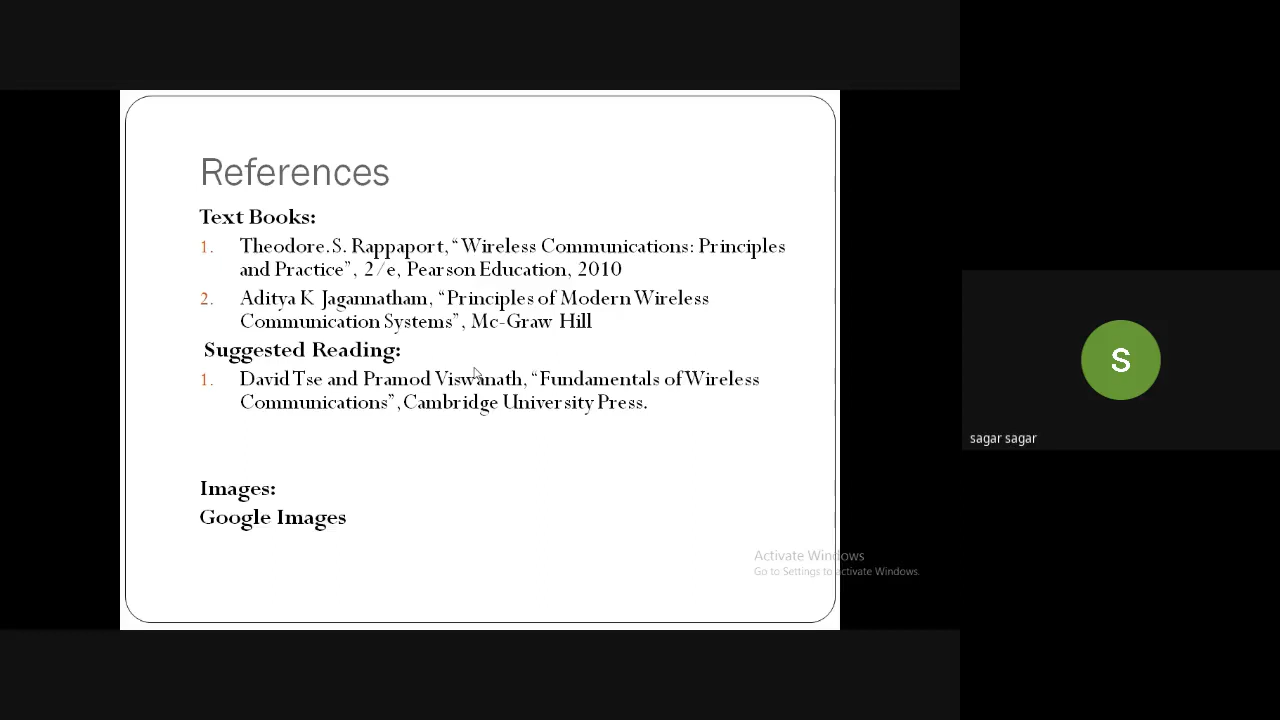 References
Text Books:
1. Theodore.S. Rappaport, “Wireless Communications: Principles
and Practice”, 2/e, Pearson Education, 2010
2. Aditya K Jagannatham, “Principles of Modern Wireless
Communication Systems”, Mc-Graw Hill
Suggested Reading:
1. David Tse and Pramod Viswanath, “Fundamentals of Wireless
Communications”, Cambridge University Press.
Images:
Google Images
Activate Windows
Go to Settings to activate Windows.
S
sagar sagar